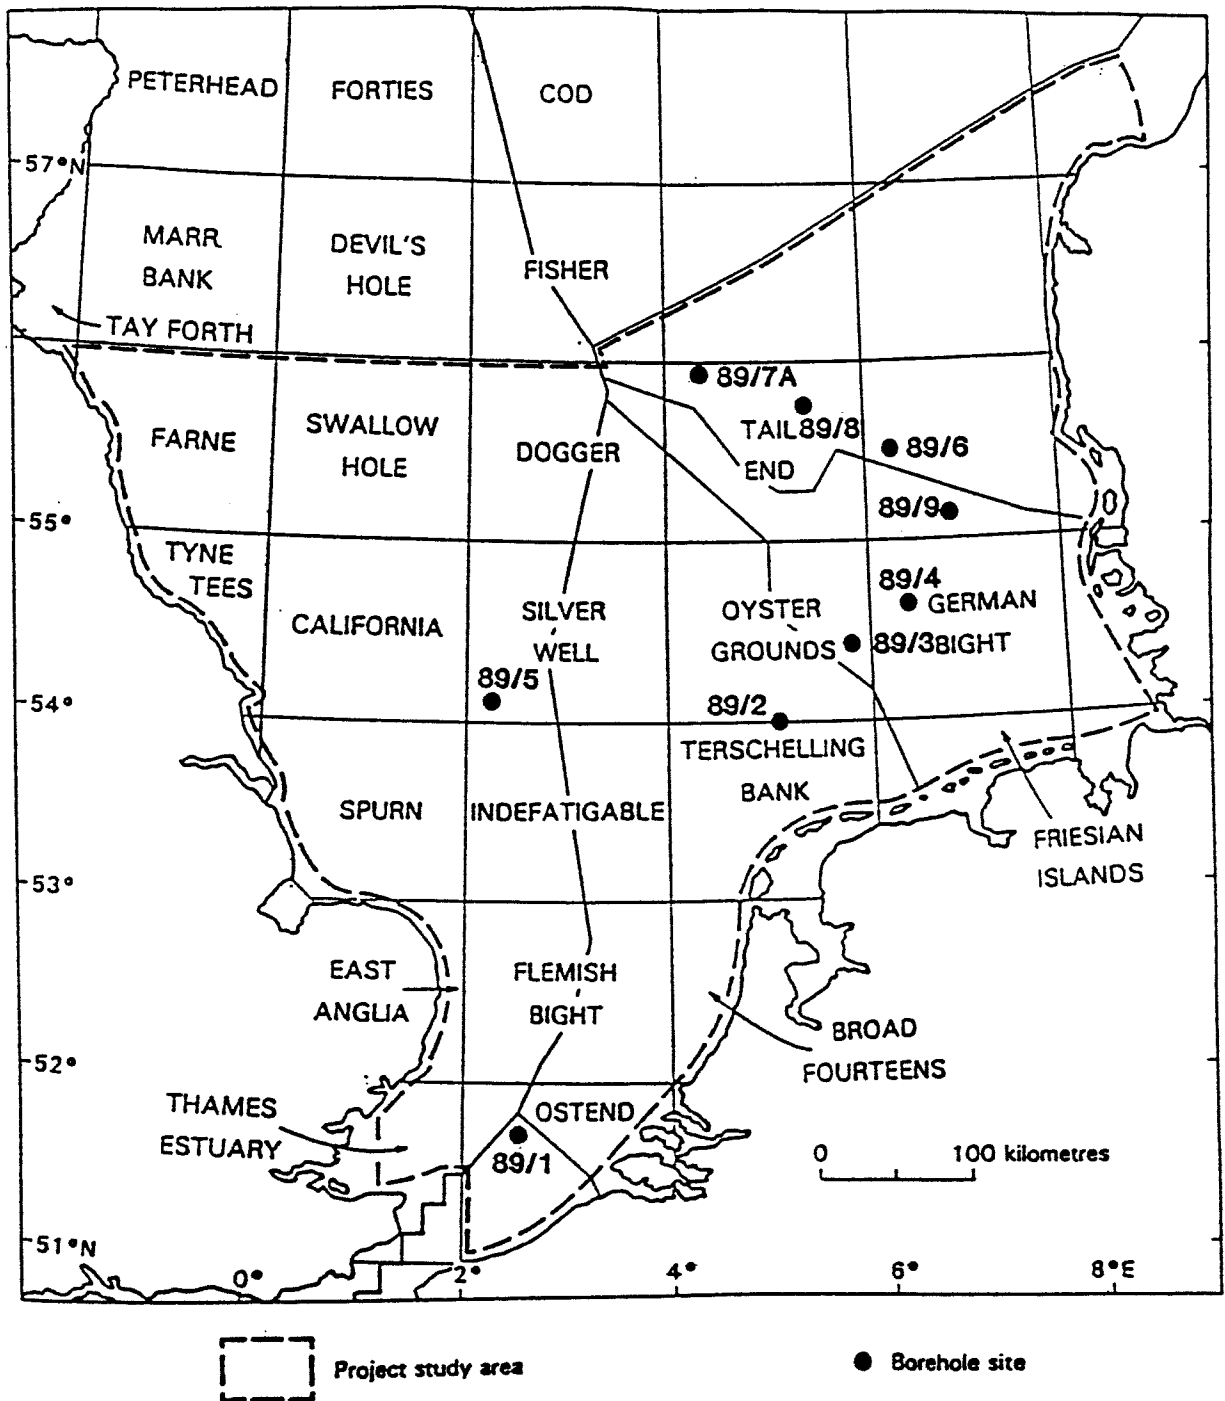 PETERHEAD
FORTIES
COD
57°N
MARR
BANK
DEVIL'S
HOLE
FISHER
TAY FORTH
89/7A
TAIL 89/8
END
89/6
FARNE
SWALLOW
HOLE
DOGGER
89/9
55°
TYNE
TEES
89/4
GERMAN
BIGHT
CALIFORNIA
SILVER
WELL
OYSTER
GROUNDS
89/3
89/5
54°
89/2
TERSCHELLING
BANK
SPURN
INDEFATIGABLE
FRIESIAN
ISLANDS
53°
EAST
ANGLIA
FLEMISH
BIGHT
BROAD
FOURTEENS
52°
THAMES
ESTUARY
OSTEND
89/1
0 100 kilometres
51°N
0° 2° 4° 6° 8°E
Project study area
Borehole site